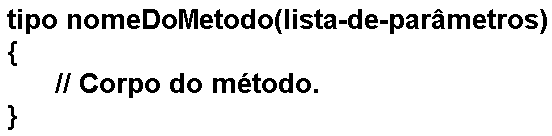 tipo nomeDoMetodo(lista-de-parâmetros)
{
// Corpo do método.
}